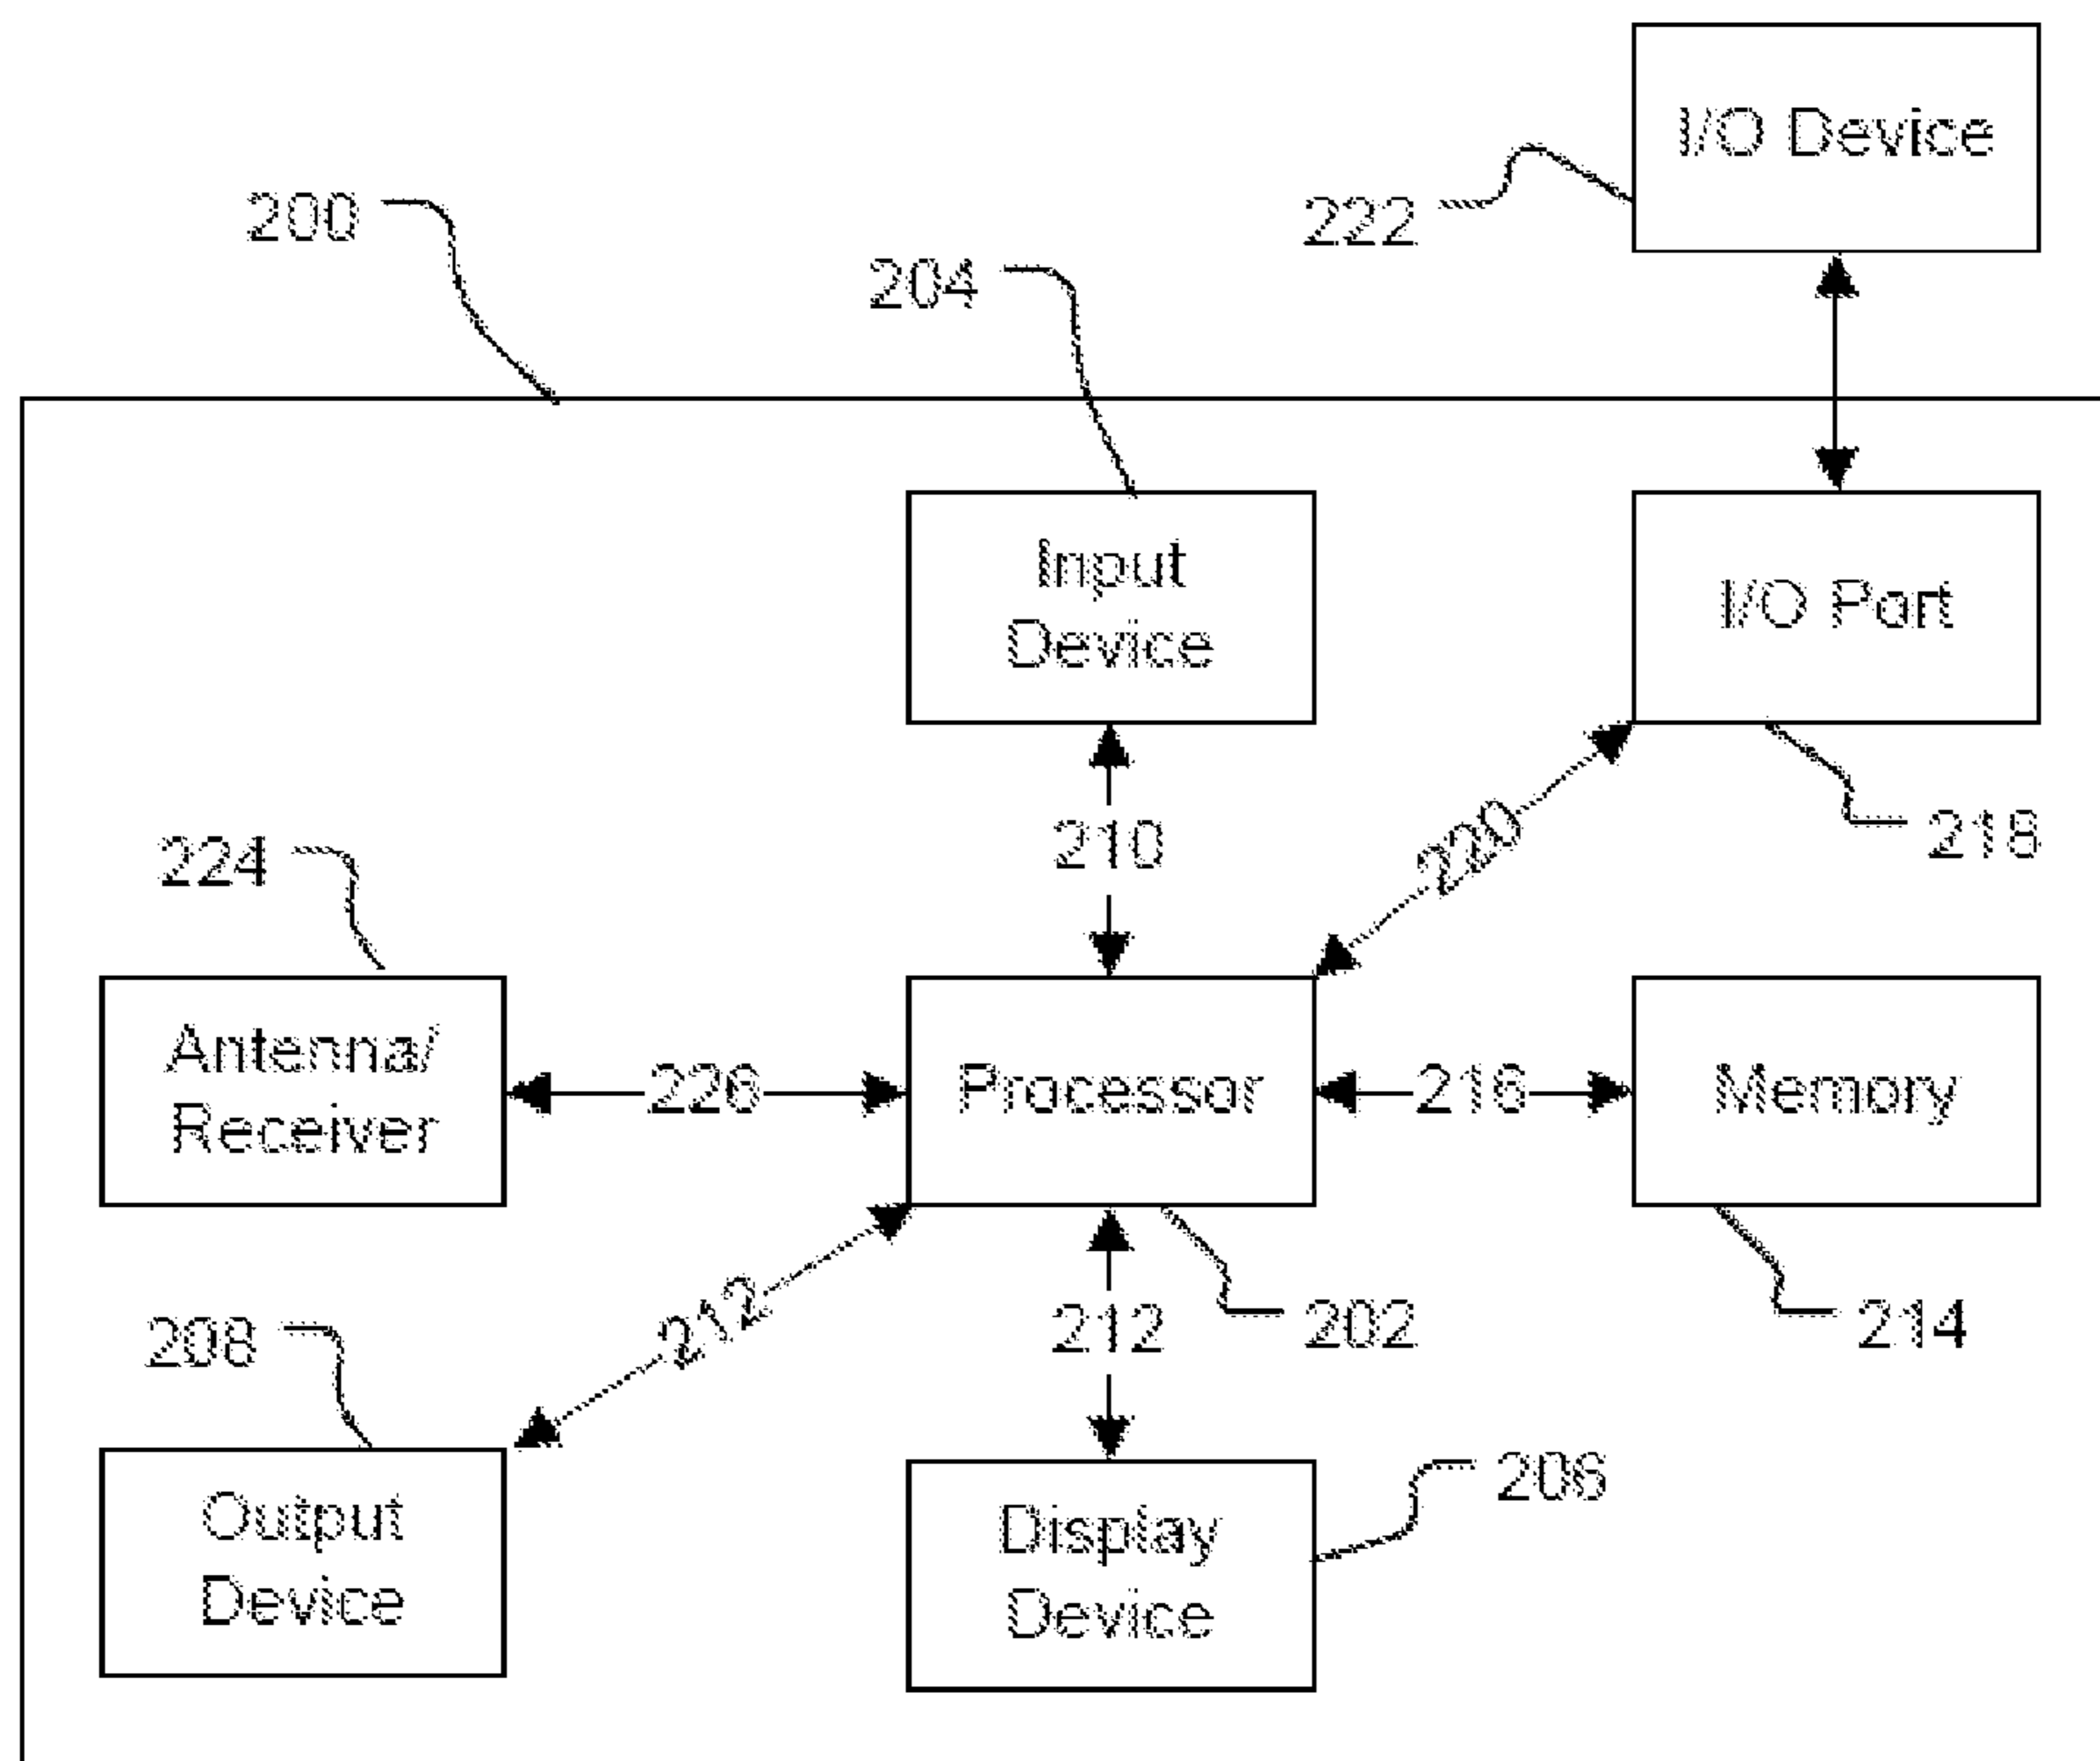 I/O Device
200
222
204
Input
Device
I/O Port
210
220
218
224
Antenna/
Receiver
226
Processor
216
Memory
212
212
202
214
208
206
Output
Device
Display
Device